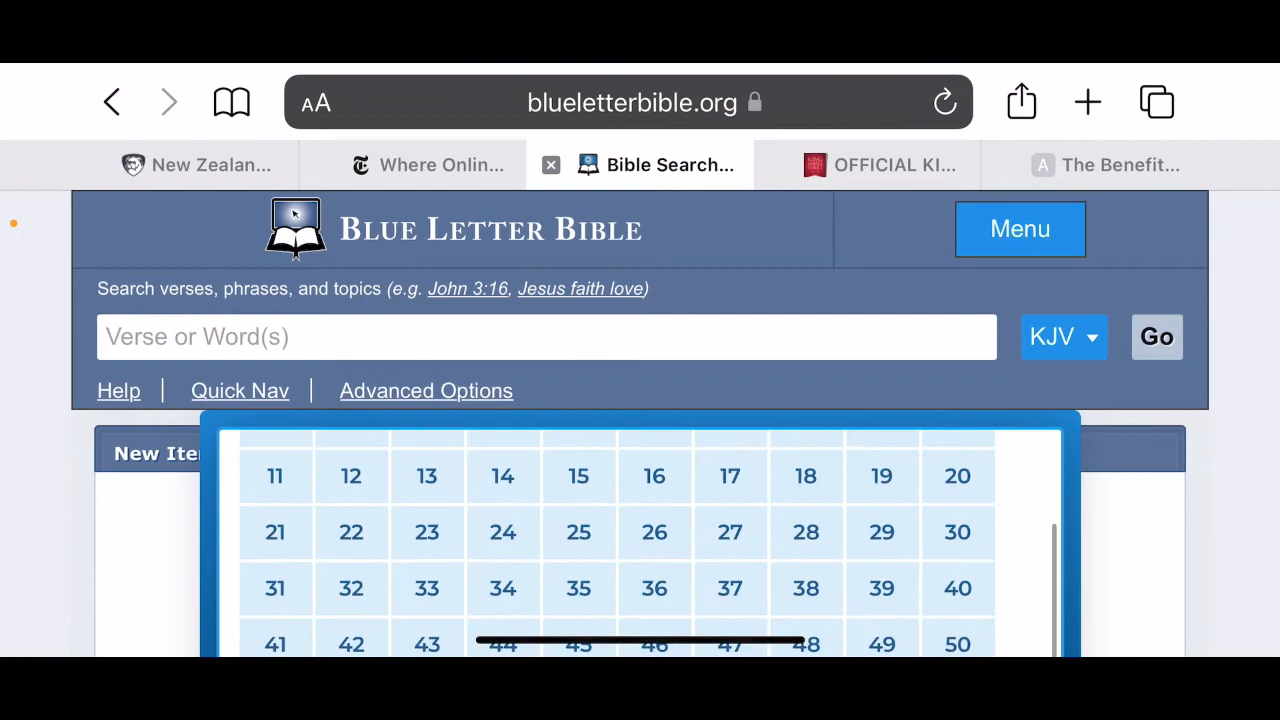 AA blueletterbible.org
New Zealan... Where Onlin... Bible Search... OFFICIAL KI... A The Benefit...
BLUE LETTER BIBLE Menu
Search verses, phrases, and topics (e.g. John 3:16, Jesus faith love)
Verse or Word(s) KJV Go
Help | Quick Nav | Advanced Options
New Ite
11 12 13 14 15 16 17 18 19 20
21 22 23 24 25 26 27 28 29 30
31 32 33 34 35 36 37 38 39 40
41 42 43 44 45 46 47 48 49 50